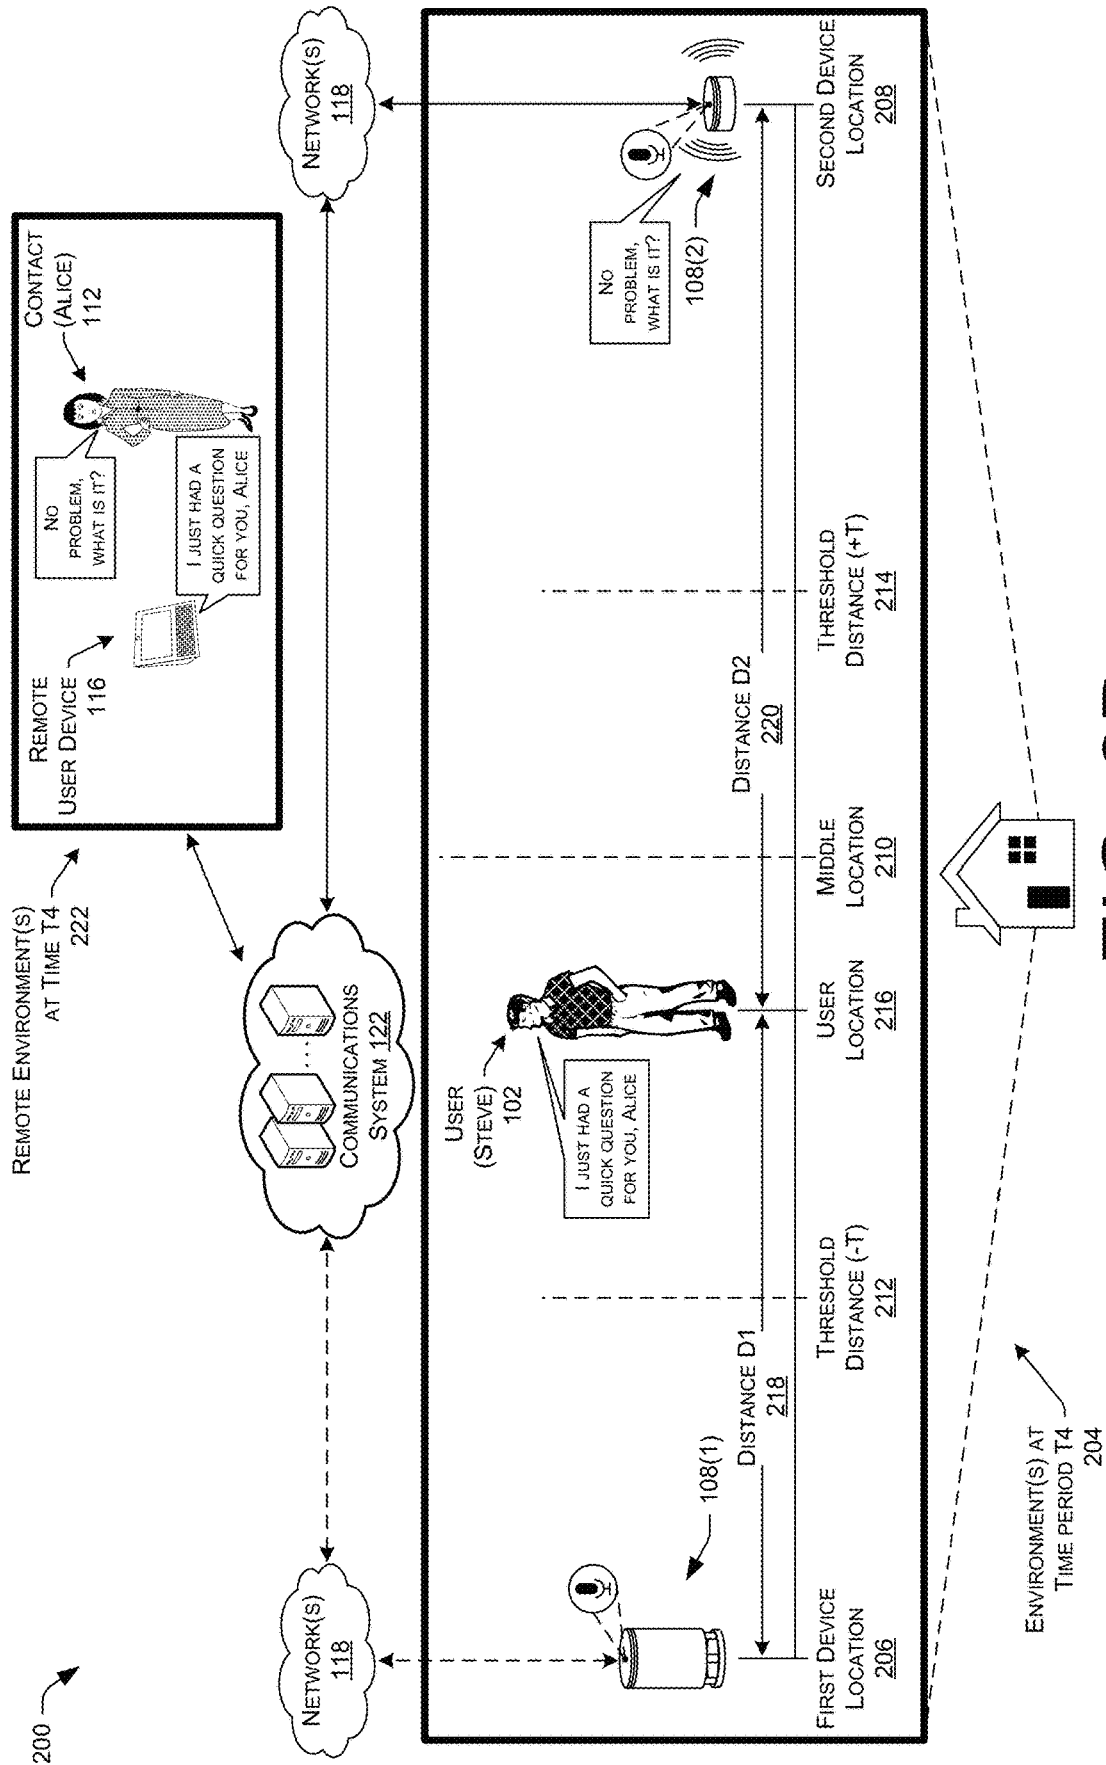 200
REMOTE ENVIRONMENT(S)
AT TIME T4
222
REMOTE
USER DEVICE
116
NO
PROBLEM,
WHAT IS IT?
I JUST HAD A
QUICK QUESTION
FOR YOU, ALICE
CONTACT
(ALICE)
112
NETWORK(S)
118
COMMUNICATIONS
SYSTEM 122
NETWORK(S)
118
USER
(STEVE)
102
I JUST HAD A
QUICK QUESTION
FOR YOU, ALICE
NO
PROBLEM,
WHAT IS IT?
108(1)
108(2)
DISTANCE D1
218
DISTANCE D2
220
FIRST DEVICE
LOCATION
206
THRESHOLD
DISTANCE (-T)
212
USER
LOCATION
216
MIDDLE
LOCATION
210
THRESHOLD
DISTANCE (+T)
214
SECOND DEVICE
LOCATION
208
ENVIRONMENT(S) AT
TIME PERIOD T4
204